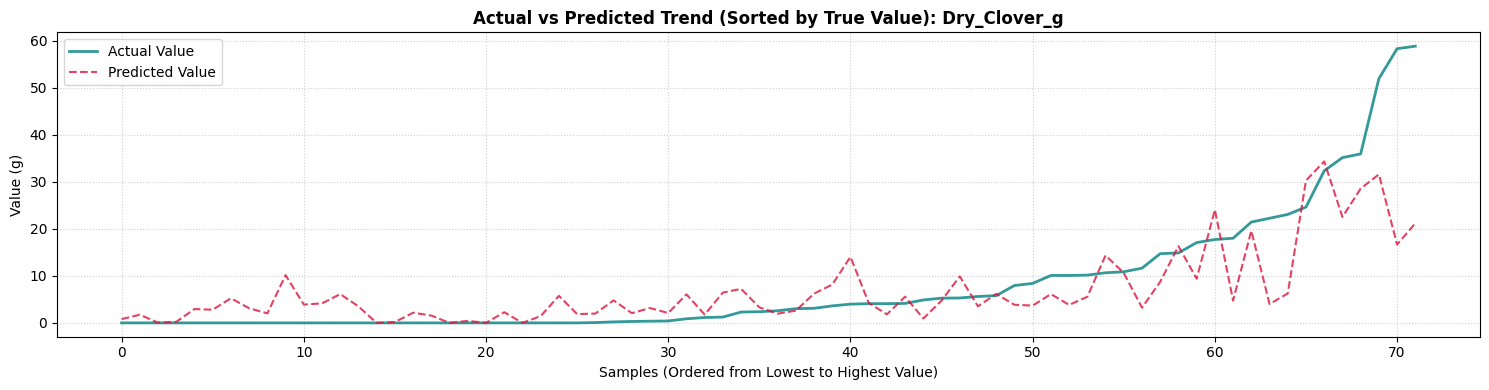 Actual vs Predicted Trend (Sorted by True Value): Dry_Clover_g
Actual Value
Predicted Value
Value (g)
60
50
40
30
20
10
0
0 10 20 30 40 50 60 70
Samples (Ordered from Lowest to Highest Value)